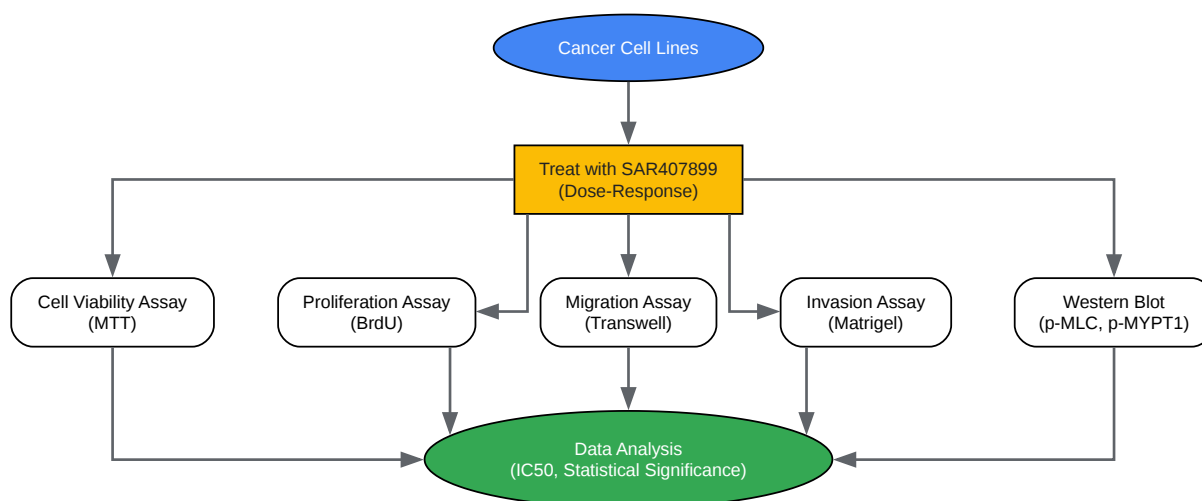 Cancer Cell Lines
Treat with SAR407899
(Dose-Response)
Cell Viability Assay
(MTT)
Proliferation Assay
(BrdU)
Migration Assay
(Transwell)
Invasion Assay
(Matrigel)
Western Blot
(p-MLC, p-MYPT1)
Data Analysis
(IC50, Statistical Significance)